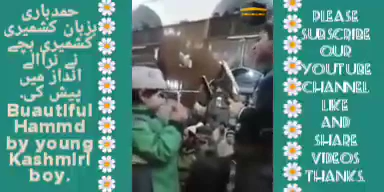 حمدباری
بزبان کشمیری
کشمیری بچے
نے نرالے
انداز میں
پیش کی.
Buautiful
Hammd
by young
Kashmiri
boy.
PLEASE
SUBSCRIBE
OUR
YOUTUBE
CHANNEL
LIKE
AND
SHARE
VIDEOS
THANKS.